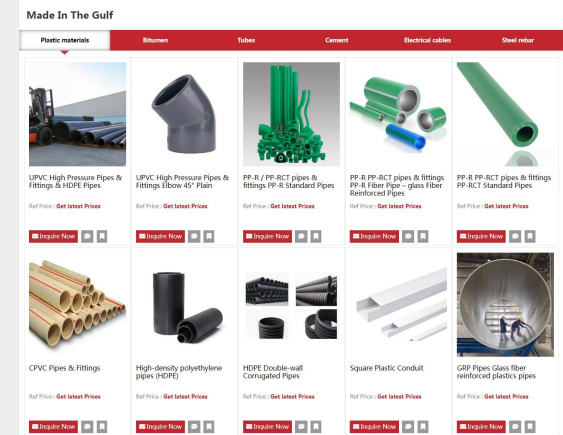 Made In The Gulf
Plastic materials Bitumen Tubes Cement Electrical cables Steel rebar
UPVC High Pressure Pipes &
Fittings & HDPE Pipes
Ref Price : Get latest Prices
Inquire Now
UPVC High Pressure Pipes &
Fittings Elbow 45° Plain
Ref Price : Get latest Prices
Inquire Now
PP-R / PP-RCT pipes &
fittings PP-R Standard Pipes
Ref Price : Get latest Prices
Inquire Now
PP-R PP-RCT pipes & fittings
PP-R Fiber Pipe – glass Fiber
Reinforced Pipes
Ref Price : Get latest Prices
Inquire Now
PP-R PP-RCT pipes & fittings
PP-RCT Standard Pipes
Ref Price : Get latest Prices
Inquire Now
CPVC Pipes & Fittings
Ref Price : Get latest Prices
Inquire Now
High-density polyethylene
pipes (HDPE)
Ref Price : Get latest Prices
Inquire Now
HDPE Double-wall
Corrugated Pipes
Ref Price : Get latest Prices
Inquire Now
Square Plastic Conduit
Ref Price : Get latest Prices
Inquire Now
GRP Pipes Glass fiber
reinforced plastics pipes
Ref Price : Get latest Prices
Inquire Now